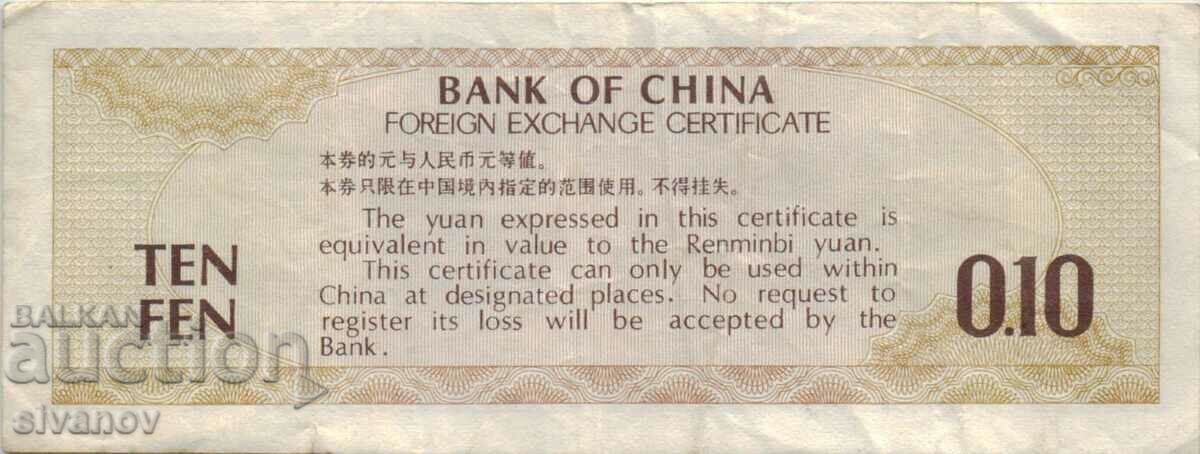 BANK OF CHINA
FOREIGN EXCHANGE CERTIFICATE
本券的元与人民币元等值。
本券只限在中国境内指定的范围使用。不得挂失。
The yuan expressed in this certificate is
equivalent in value to the Renminbi yuan.
This certificate can only be used within
China at designated places. No request to
register its loss will be accepted by the
Bank.
TEN
FEN
0.10
BALKAN
auction
sivanov